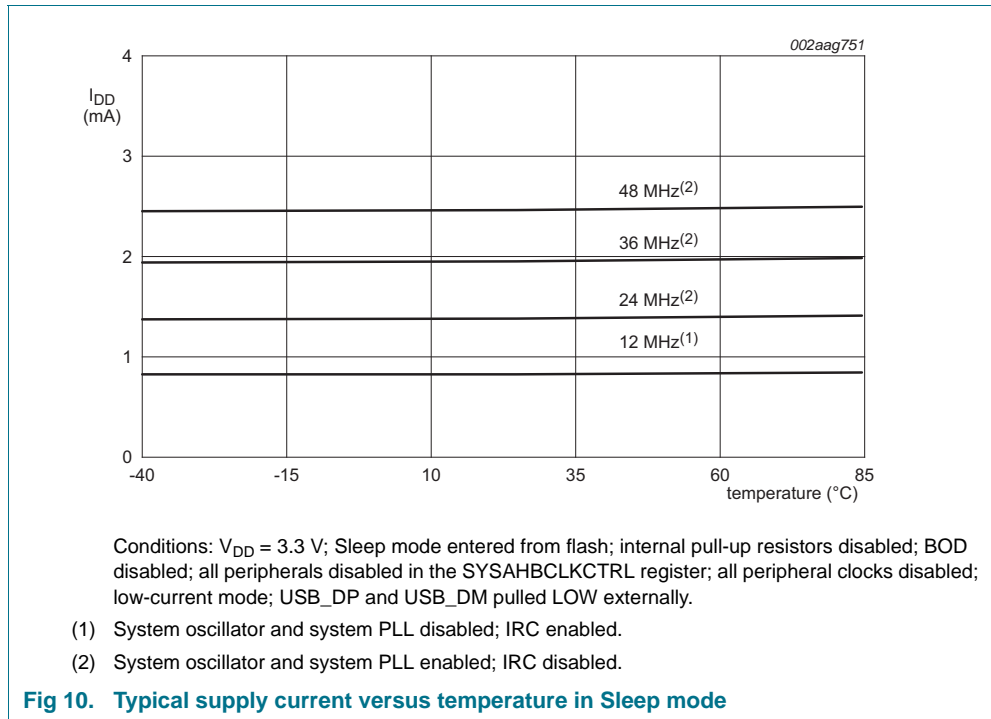 002aag751
4
I_DD
(mA)
3
48 MHz(2)
36 MHz(2)
2
24 MHz(2)
12 MHz(1)
1
0
-40 -15 10 35 60 85
temperature (°C)
Conditions: V_DD = 3.3 V; Sleep mode entered from flash; internal pull-up resistors disabled; BOD
disabled; all peripherals disabled in the SYSAHBCLKCTRL register; all peripheral clocks disabled;
low-current mode; USB_DP and USB_DM pulled LOW externally.
(1) System oscillator and system PLL disabled; IRC enabled.
(2) System oscillator and system PLL enabled; IRC disabled.
Fig 10. Typical supply current versus temperature in Sleep mode